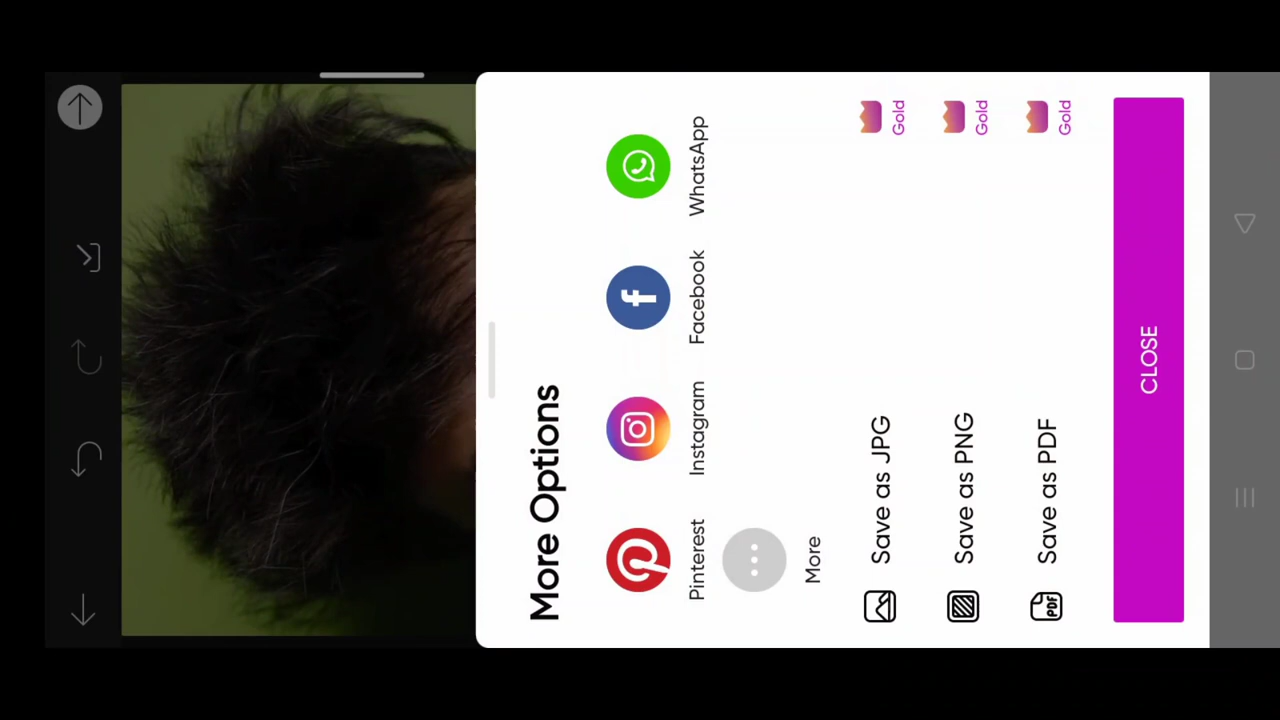 More Options
Pinterest Instagram Facebook WhatsApp
More
Save as JPG Gold
Save as PNG Gold
PDF Save as PDF Gold
CLOSE